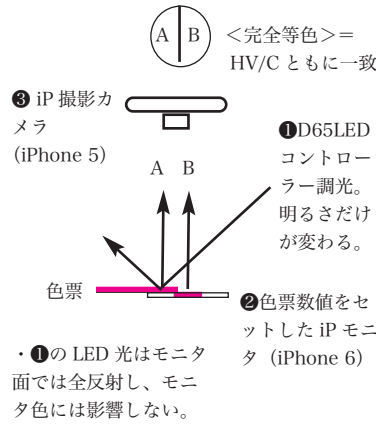 A B
<完全等色>=
HV/C ともに一致
❸ iP 撮影カ
メラ
(iPhone 5)
A B
❶D65LED
コントロー
ラー調光。
明るさだけ
が変わる。
色票
❷色票数値をセ
ットした iP モニ
タ（iPhone 6）
・❶の LED 光はモニタ
面では全反射し、モニ
タ色には影響しない。